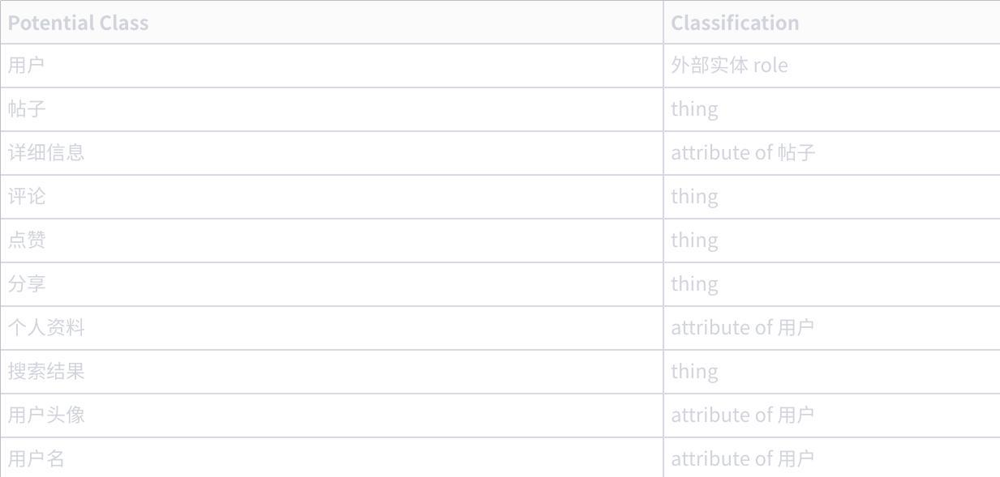 Potential Class Classification
用户 外部实体 role
帖子 thing
详细信息 attribute of 帖子
评论 thing
点赞 thing
分享 thing
个人资料 attribute of 用户
搜索结果 thing
用户头像 attribute of 用户
用户名 attribute of 用户